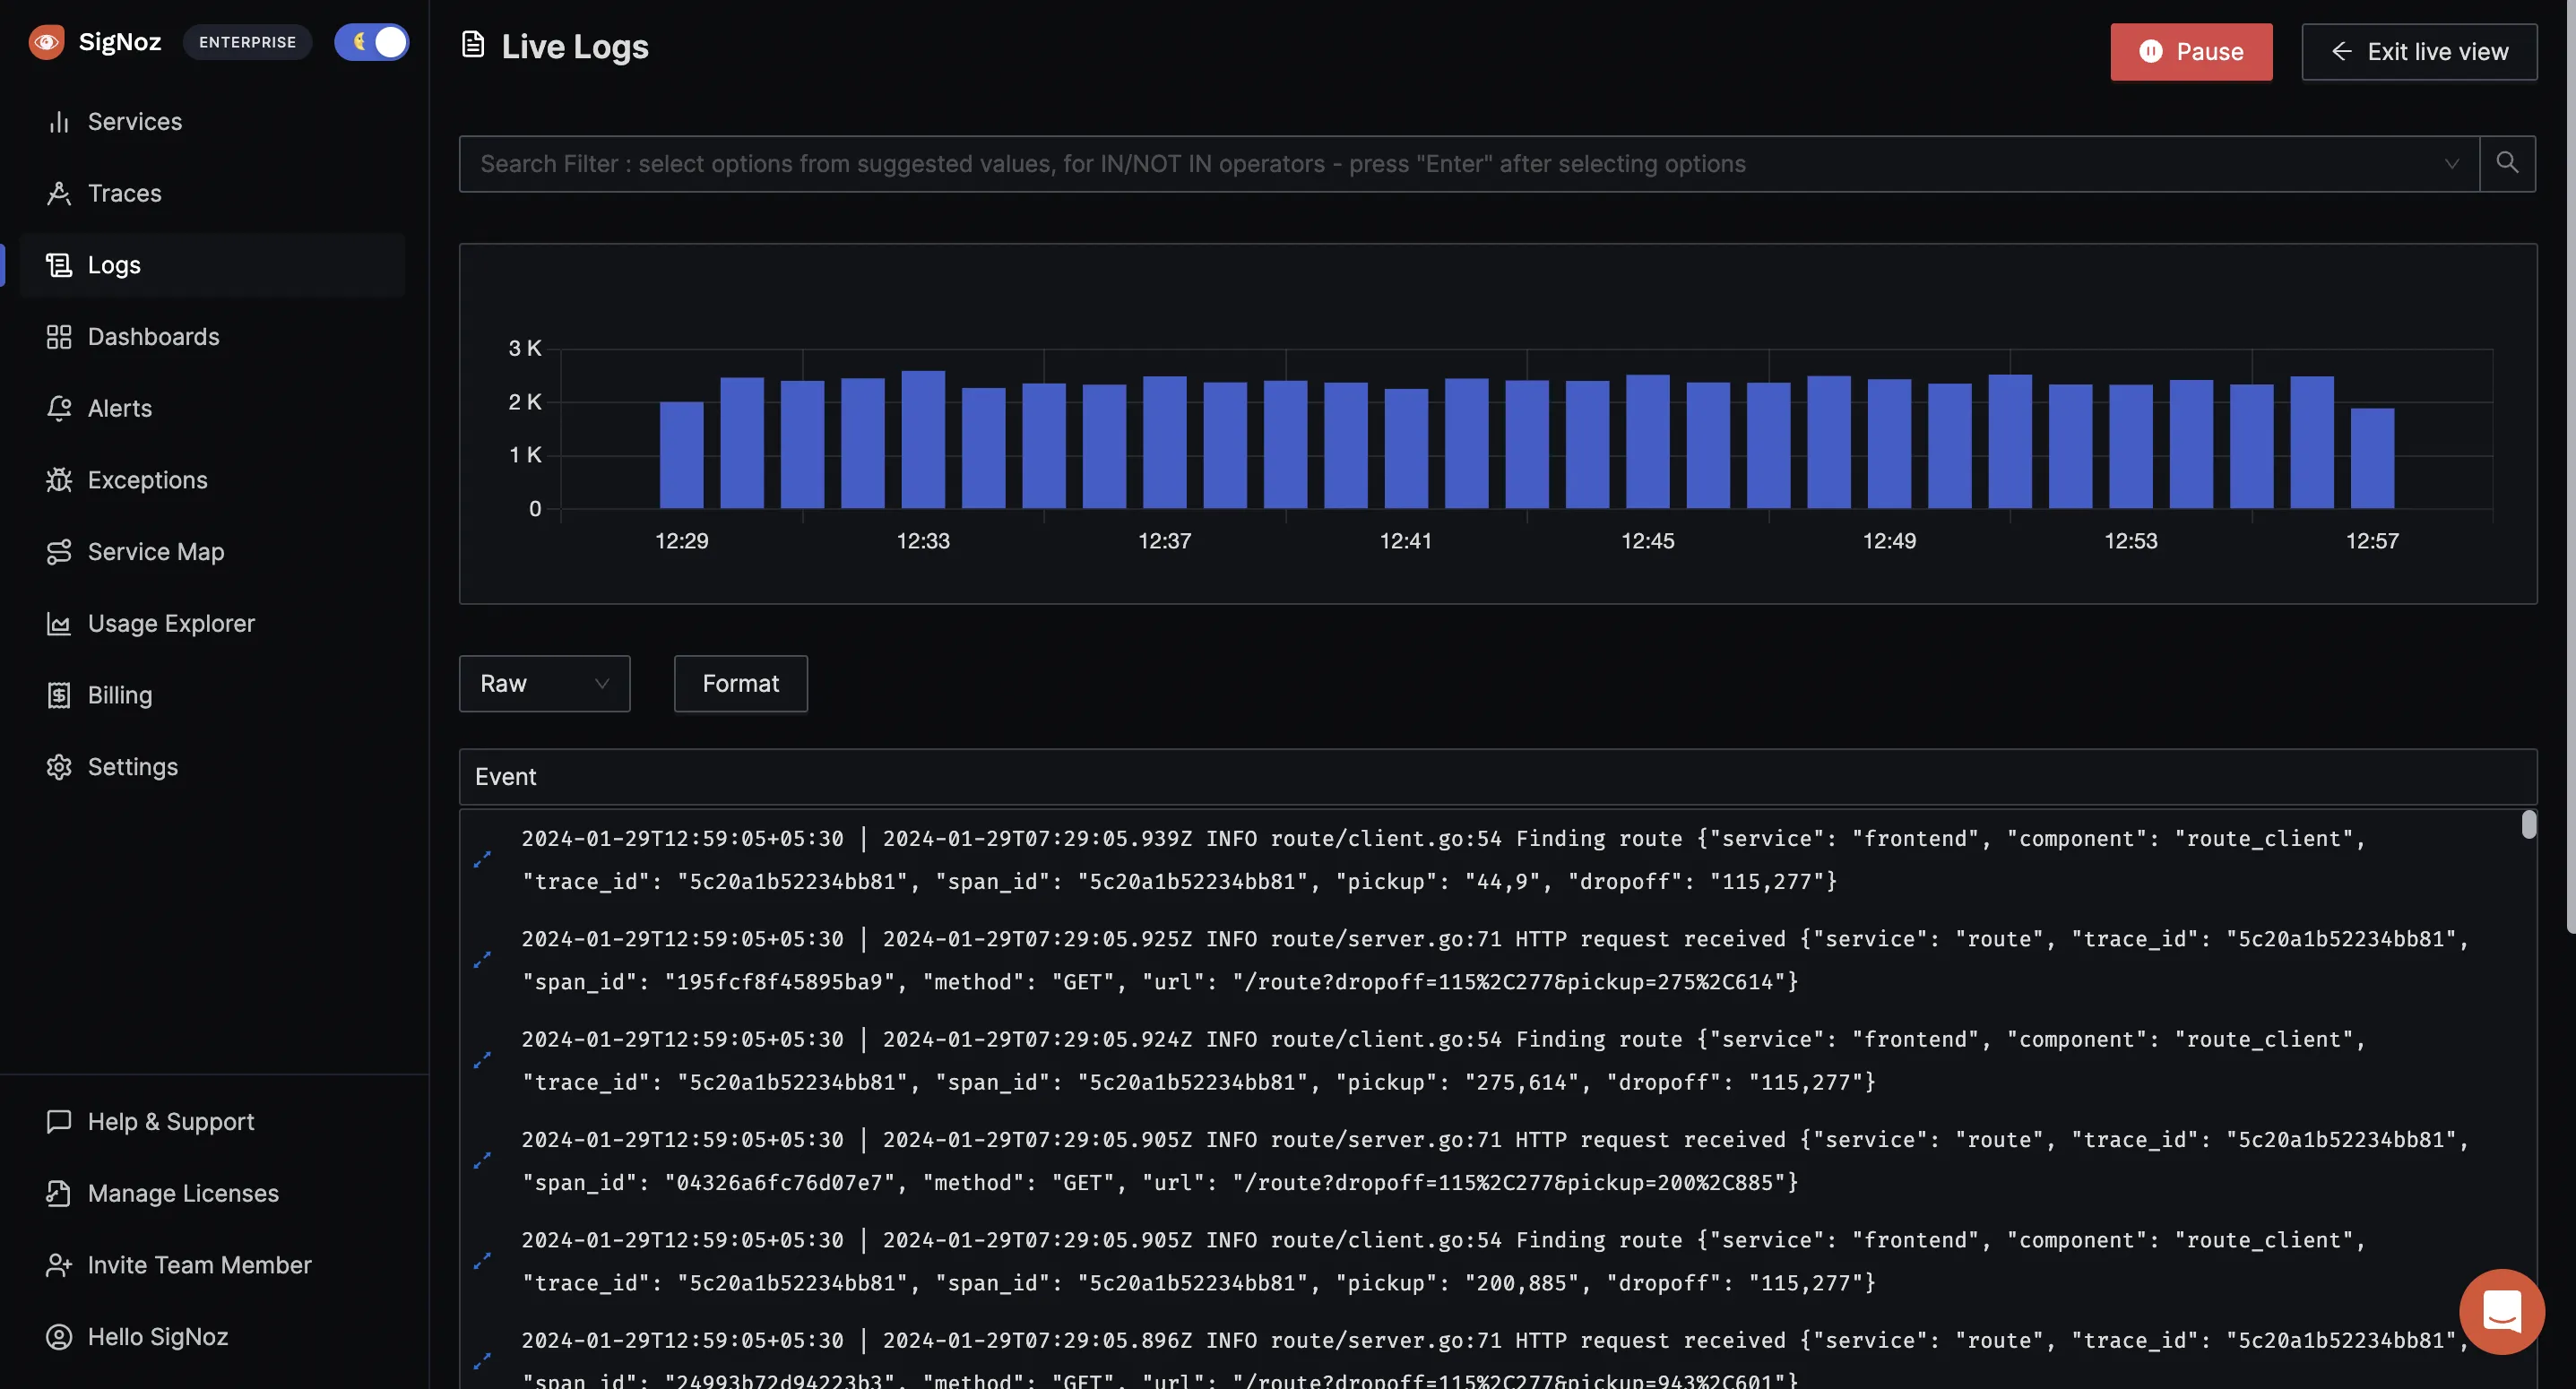 SigNoz
ENTERPRISE
Services
Traces
Logs
Dashboards
Alerts
Exceptions
Service Map
Usage Explorer
Billing
Settings
Help & Support
Manage Licenses
Invite Team Member
Hello SigNoz
Live Logs
Pause
Exit live view
Search Filter : select options from suggested values, for IN/NOT IN operators - press "Enter" after selecting options
3 K
2 K
1 K
0
12:29 12:33 12:37 12:41 12:45 12:49 12:53 12:57
Raw
Format
Event
2024-01-29T12:59:05+05:30 | 2024-01-29T07:29:05.939Z INFO route/client.go:54 Finding route {"service": "frontend", "component": "route_client",
"trace_id": "5c20a1b52234bb81", "span_id": "5c20a1b52234bb81", "pickup": "44,9", "dropoff": "115,277"}
2024-01-29T12:59:05+05:30 | 2024-01-29T07:29:05.925Z INFO route/server.go:71 HTTP request received {"service": "route", "trace_id": "5c20a1b52234bb81",
"span_id": "195fcf8f45895ba9", "method": "GET", "url": "/route?dropoff=115%2C277&pickup=275%2C614"}
2024-01-29T12:59:05+05:30 | 2024-01-29T07:29:05.924Z INFO route/client.go:54 Finding route {"service": "frontend", "component": "route_client",
"trace_id": "5c20a1b52234bb81", "span_id": "5c20a1b52234bb81", "pickup": "275,614", "dropoff": "115,277"}
2024-01-29T12:59:05+05:30 | 2024-01-29T07:29:05.905Z INFO route/server.go:71 HTTP request received {"service": "route", "trace_id": "5c20a1b52234bb81",
"span_id": "04326a6fc76d07e7", "method": "GET", "url": "/route?dropoff=115%2C277&pickup=200%2C885"}
2024-01-29T12:59:05+05:30 | 2024-01-29T07:29:05.905Z INFO route/client.go:54 Finding route {"service": "frontend", "component": "route_client",
"trace_id": "5c20a1b52234bb81", "span_id": "5c20a1b52234bb81", "pickup": "200,885", "dropoff": "115,277"}
2024-01-29T12:59:05+05:30 | 2024-01-29T07:29:05.896Z INFO route/server.go:71 HTTP request received {"service": "route", "trace_id": "5c20a1b52234bb81",
"span_id": "24993b72d94223b3", "method": "GET", "url": "/route?dropoff=115%2C277&pickup=943%2C601"}